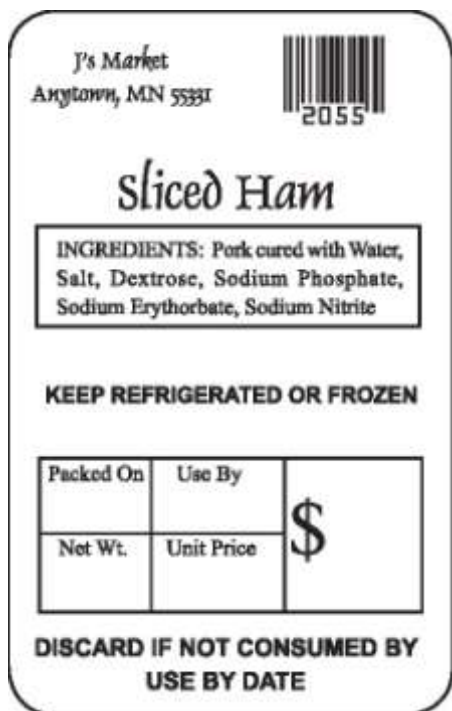 J's Market
Anytown, MN 55331
2055
Sliced Ham
INGREDIENTS: Pork cured with Water,
Salt, Dextrose, Sodium Phosphate,
Sodium Erythorbate, Sodium Nitrite
KEEP REFRIGERATED OR FROZEN
Packed On
Use By
$
Net Wt.
Unit Price
DISCARD IF NOT CONSUMED BY
USE BY DATE